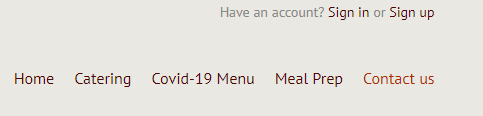 Have an account? Sign in or Sign up
Home Catering Covid-19 Menu Meal Prep Contact us